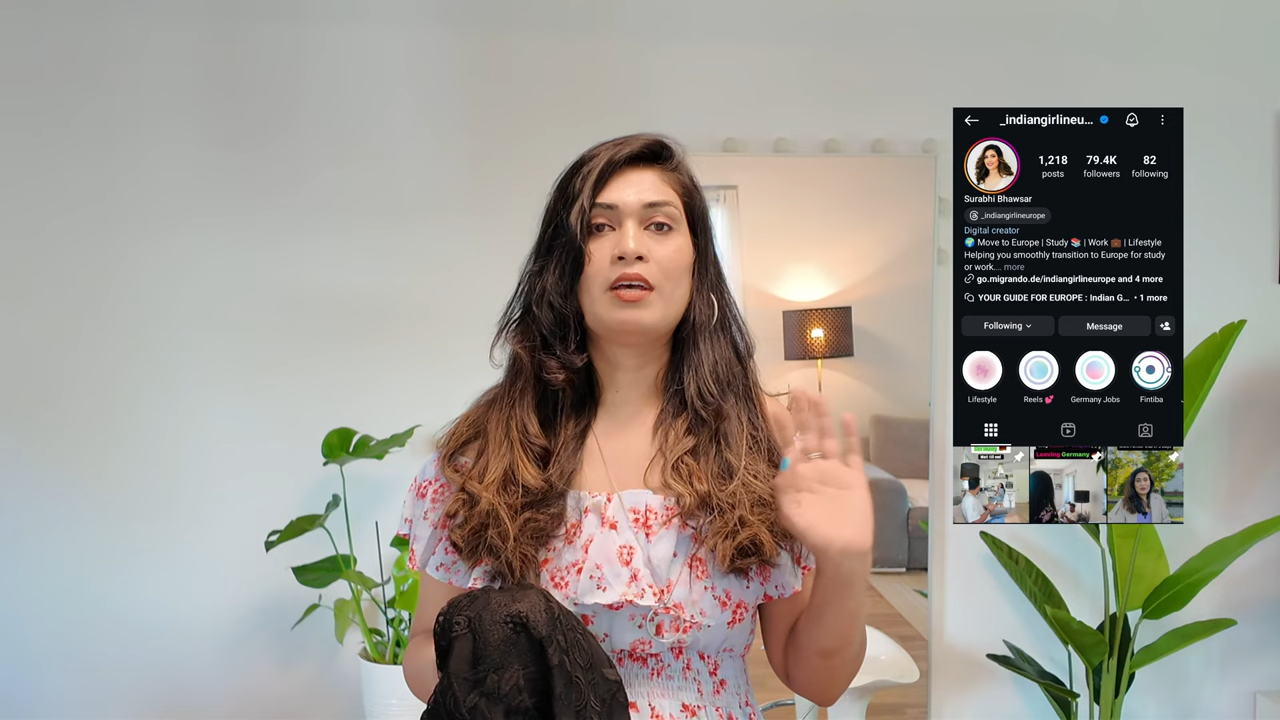 _indiangirlineu...
1,218 79.4K 82
posts followers following
Surabhi Bhawsar
_indiangirlineurope
Digital creator
🌍 Move to Europe | Study 📚 | Work 💼 | Lifestyle
Helping you smoothly transition to Europe for study
or work... more
go.migrando.de/indiangirlineurope and 4 more
YOUR GUIDE FOR EUROPE : Indian G... • 1 more
Following Message
Lifestyle Reels 💕 Germany Jobs Fintiba
Leaving Germany